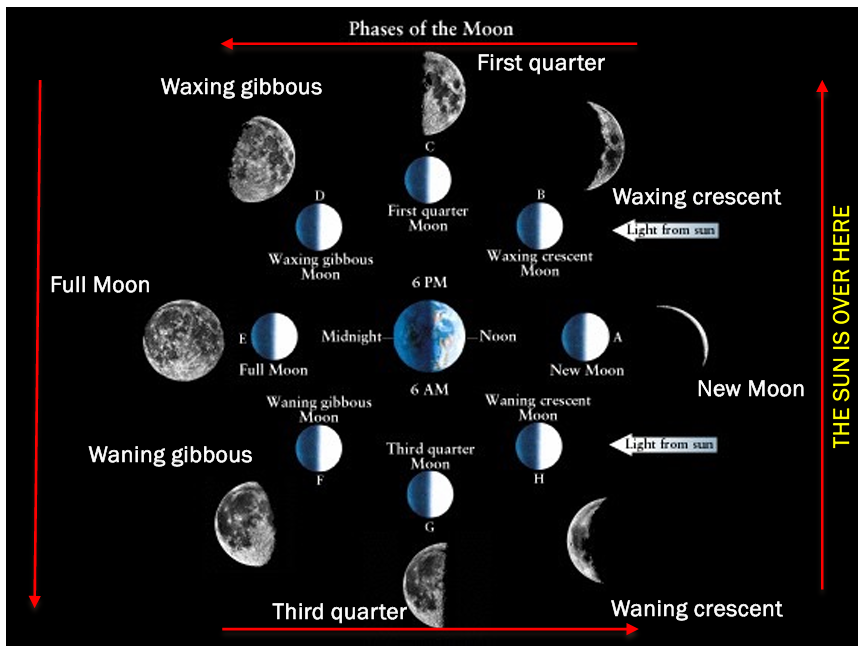 Phases of the Moon
First quarter
Waxing gibbous
C
D
First quarter
Moon
B
Waxing crescent
Light from sun
Waxing gibbous
Moon
Waxing crescent
Moon
THE SUN IS OVER HERE
Full Moon
6 PM
E
Midnight
Noon
A
Full Moon
New Moon
6 AM
New Moon
Waning gibbous
Moon
Waning crescent
Moon
Waning gibbous
Third quarter
Moon
Light from sun
F
H
G
Third quarter
Waning crescent